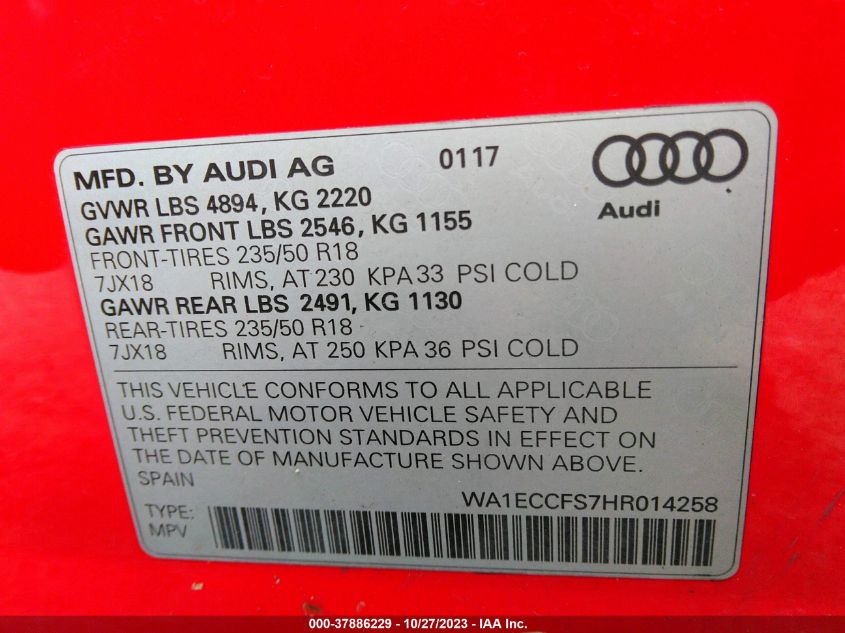 MFD. BY AUDI AG 0117
Audi
GVWR LBS 4894, KG 2220
GAWR FRONT LBS 2546, KG 1155
FRONT-TIRES 235/50 R18
7JX18 RIMS, AT 230 KPA 33 PSI COLD
GAWR REAR LBS 2491, KG 1130
REAR-TIRES 235/50 R18
7JX18 RIMS, AT 250 KPA 36 PSI COLD
THIS VEHICLE CONFORMS TO ALL APPLICABLE
U.S. FEDERAL MOTOR VEHICLE SAFETY AND
THEFT PREVENTION STANDARDS IN EFFECT ON
THE DATE OF MANUFACTURE SHOWN ABOVE.
SPAIN
WA1ECCFS7HR014258
TYPE:
MPV
000-37886229 - 10/27/2023 - IAA Inc.